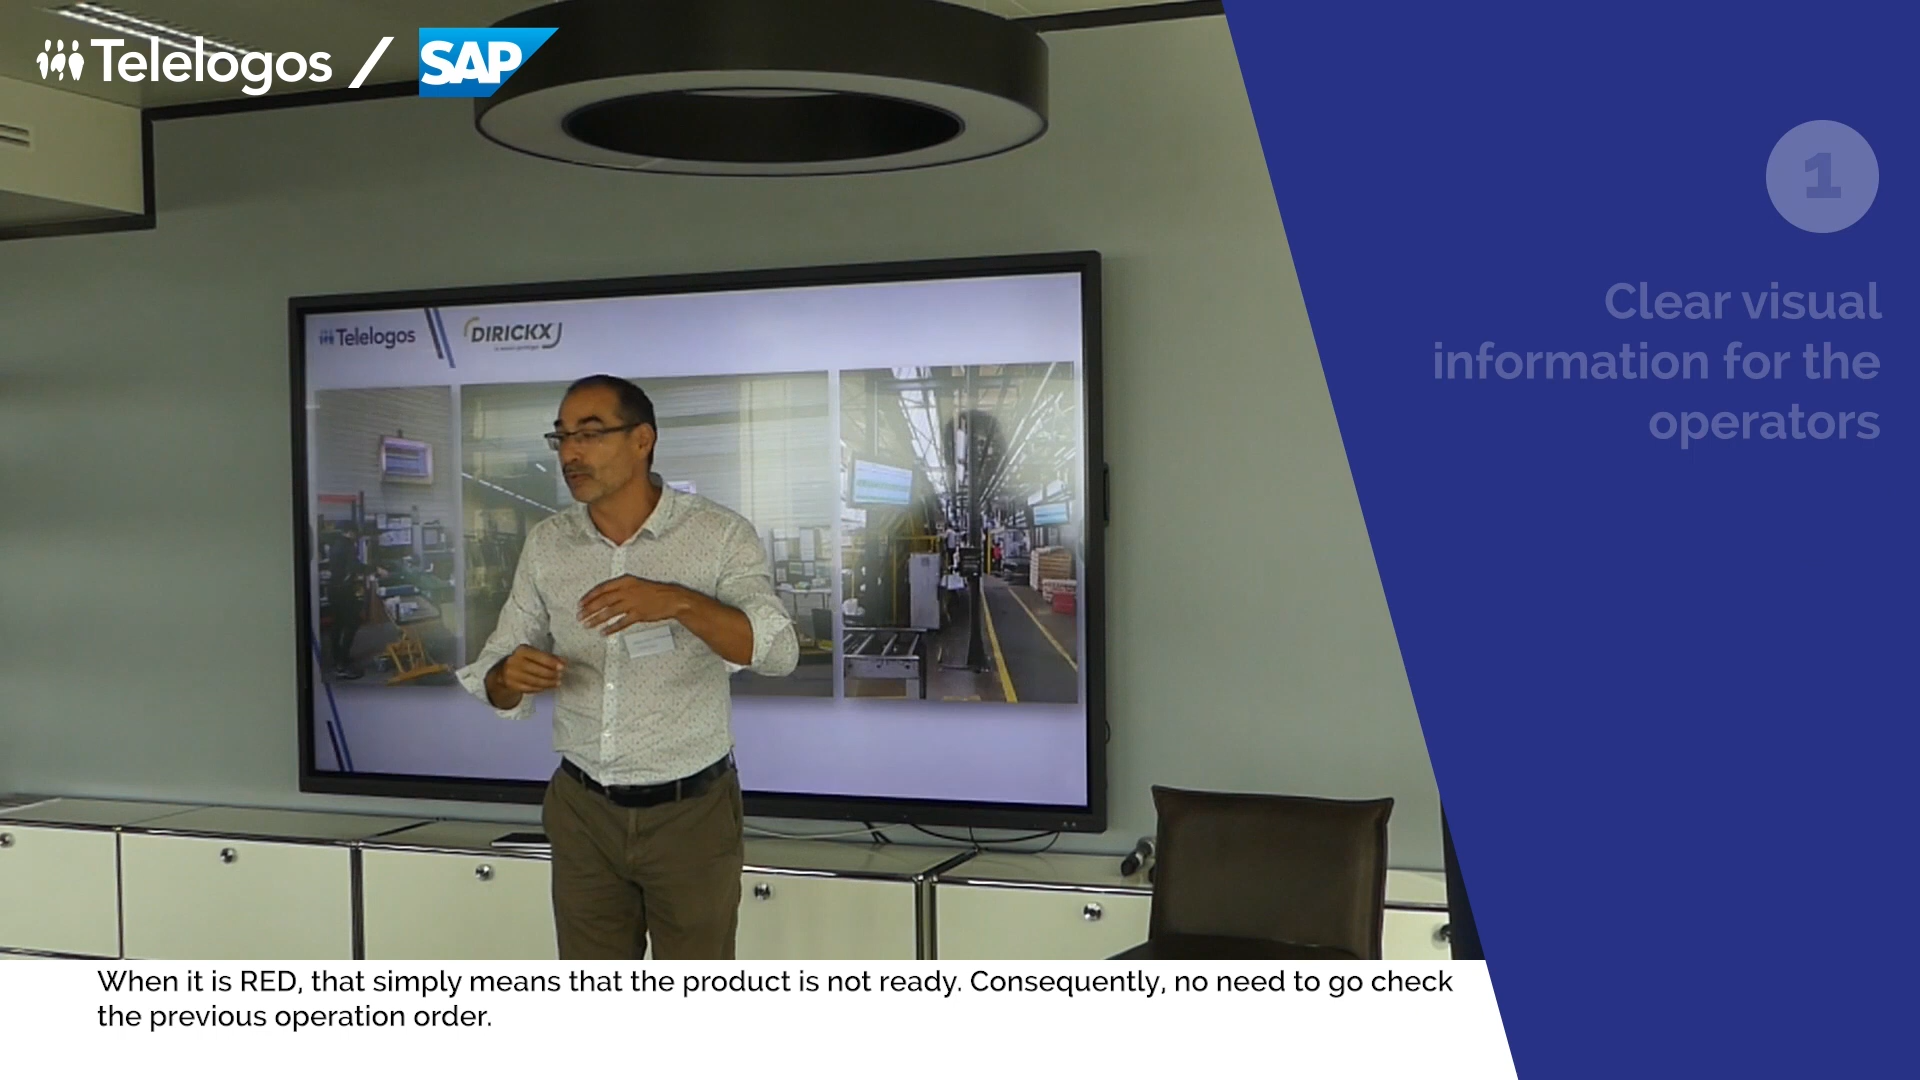 Telelogos / SAP
1
Clear visual
information for the
operators
Telelogos
DIRICKX
When it is RED, that simply means that the product is not ready. Consequently, no need to go check
the previous operation order.